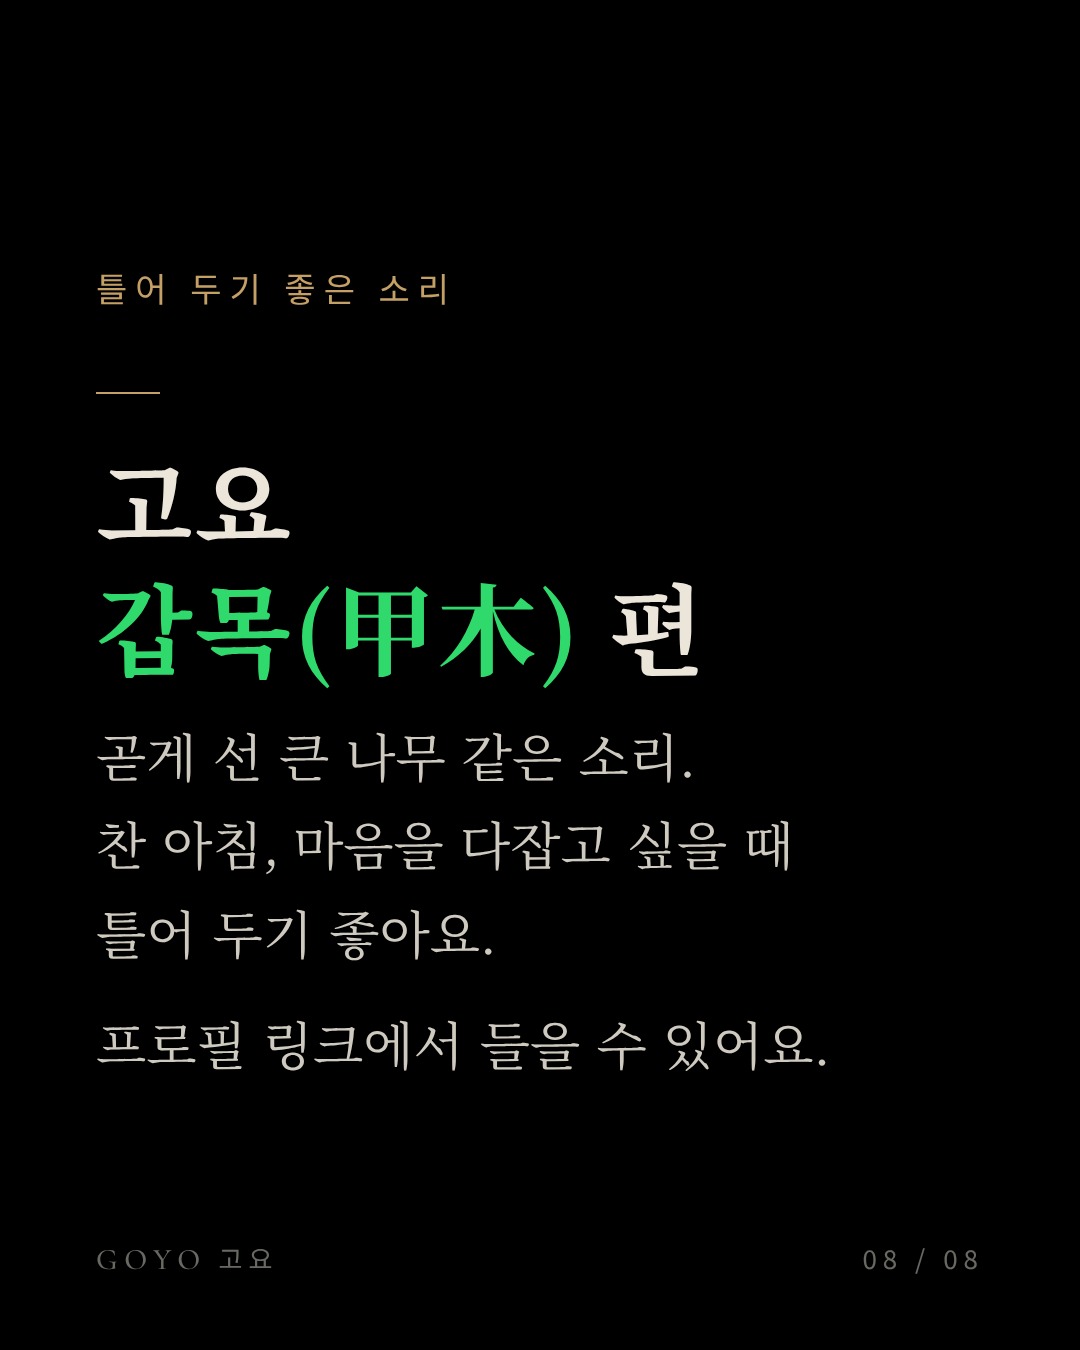 틀어 두기 좋은 소리
고요
갑목(甲木) 편
곧게 선 큰 나무 같은 소리.
찬 아침, 마음을 다잡고 싶을 때
틀어 두기 좋아요.
프로필 링크에서 들을 수 있어요.
GOYO 고요
08 / 08